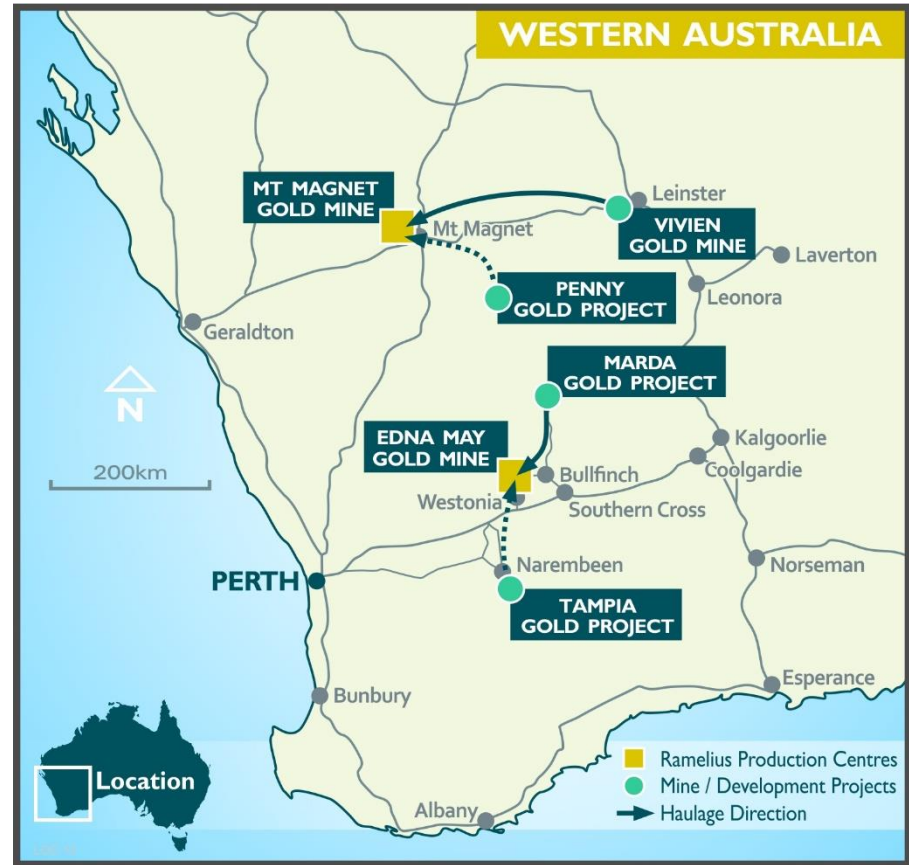 WESTERN AUSTRALIA
MT MAGNET
GOLD MINE
Leinster
Mt Magnet
VIVIEN
GOLD MINE
Laverton
PENNY
GOLD PROJECT
Leonora
Geraldton
MARDA
GOLD PROJECT
N
EDNA MAY
GOLD MINE
Kalgoorlie
200km
Bullfinch
Coolgardie
Westonia
Southern Cross
PERTH
Narembeen
Norseman
TAMPIA
GOLD PROJECT
Esperance
Bunbury
Location
Ramelius Production Centres
Mine / Development Projects
Haulage Direction
Albany